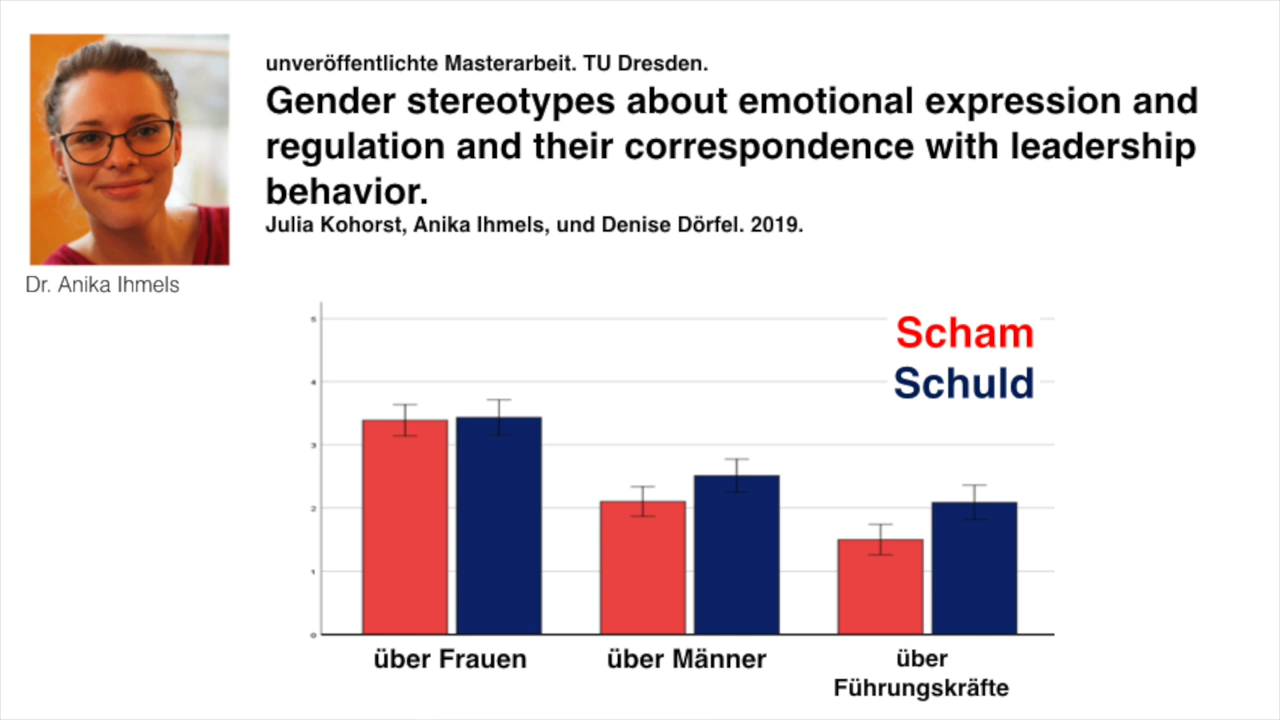 unveröffentlichte Masterarbeit. TU Dresden.
Gender stereotypes about emotional expression and
regulation and their correspondence with leadership
behavior.
Julia Kohorst, Anika Ihmels, und Denise Dörfel. 2019.
Dr. Anika Ihmels
Scham
Schuld
5
4
3
2
1
0
über Frauen
über Männer
über
Führungskräfte